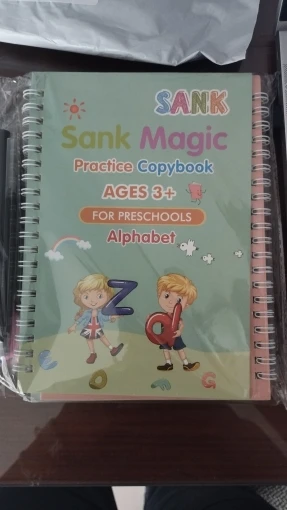 SANK
Sank Magic
Practice Copybook
AGES 3+
FOR PRESCHOOLS
Alphabet
Z
d